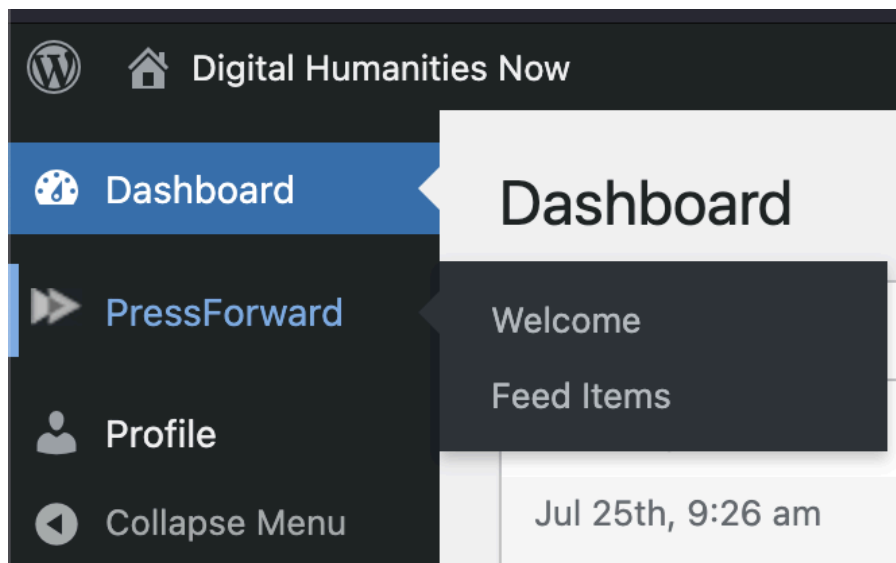 Digital Humanities Now
Dashboard
Dashboard
PressForward
Welcome
Feed Items
Profile
Collapse Menu
Jul 25th, 9:26 am